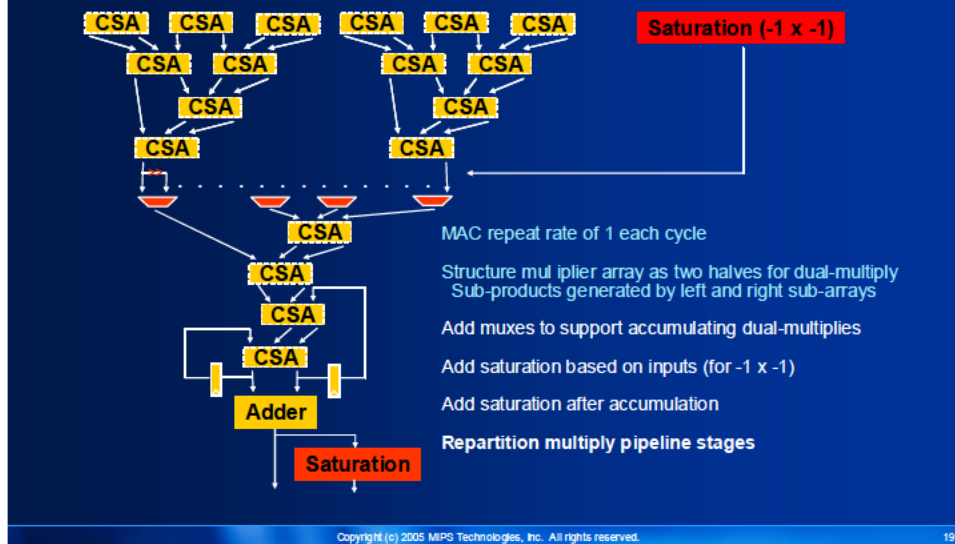 CSA CSA CSA CSA CSA CSA Saturation (-1 x -1)
CSA CSA CSA CSA
CSA CSA
CSA CSA
>>
CSA
MAC repeat rate of 1 each cycle
CSA
Structure mul iplier array as two halves for dual-multiply
Sub-products generated by left and right sub-arrays
CSA
Add muxes to support accumulating dual-multiplies
CSA
Add saturation based on inputs (for -1 x -1)
Adder
Add saturation after accumulation
Repartition multiply pipeline stages
Saturation
Copyright (c) 2005 MIPS Technologies, Inc. All rights reserved. 19